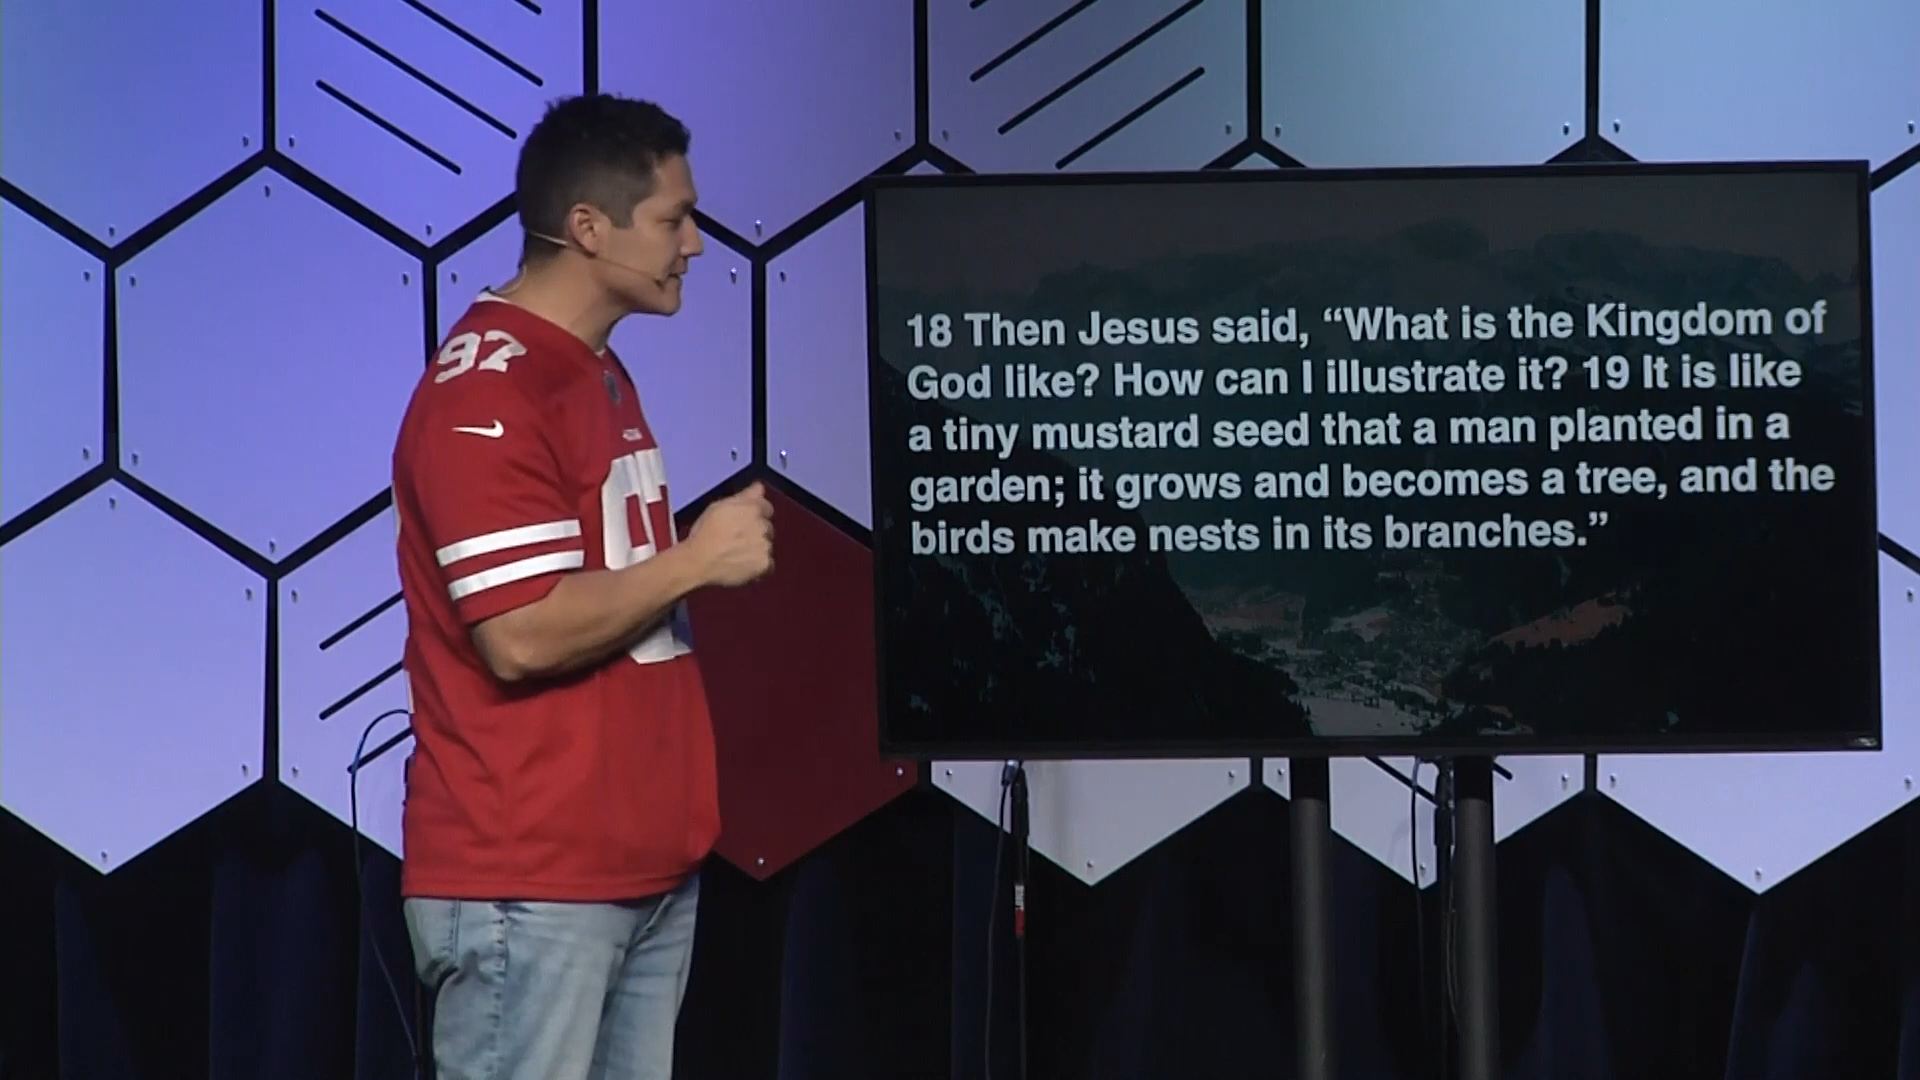 97
97
18 Then Jesus said, “What is the Kingdom of
God like? How can I illustrate it? 19 It is like
a tiny mustard seed that a man planted in a
garden; it grows and becomes a tree, and the
birds make nests in its branches.”